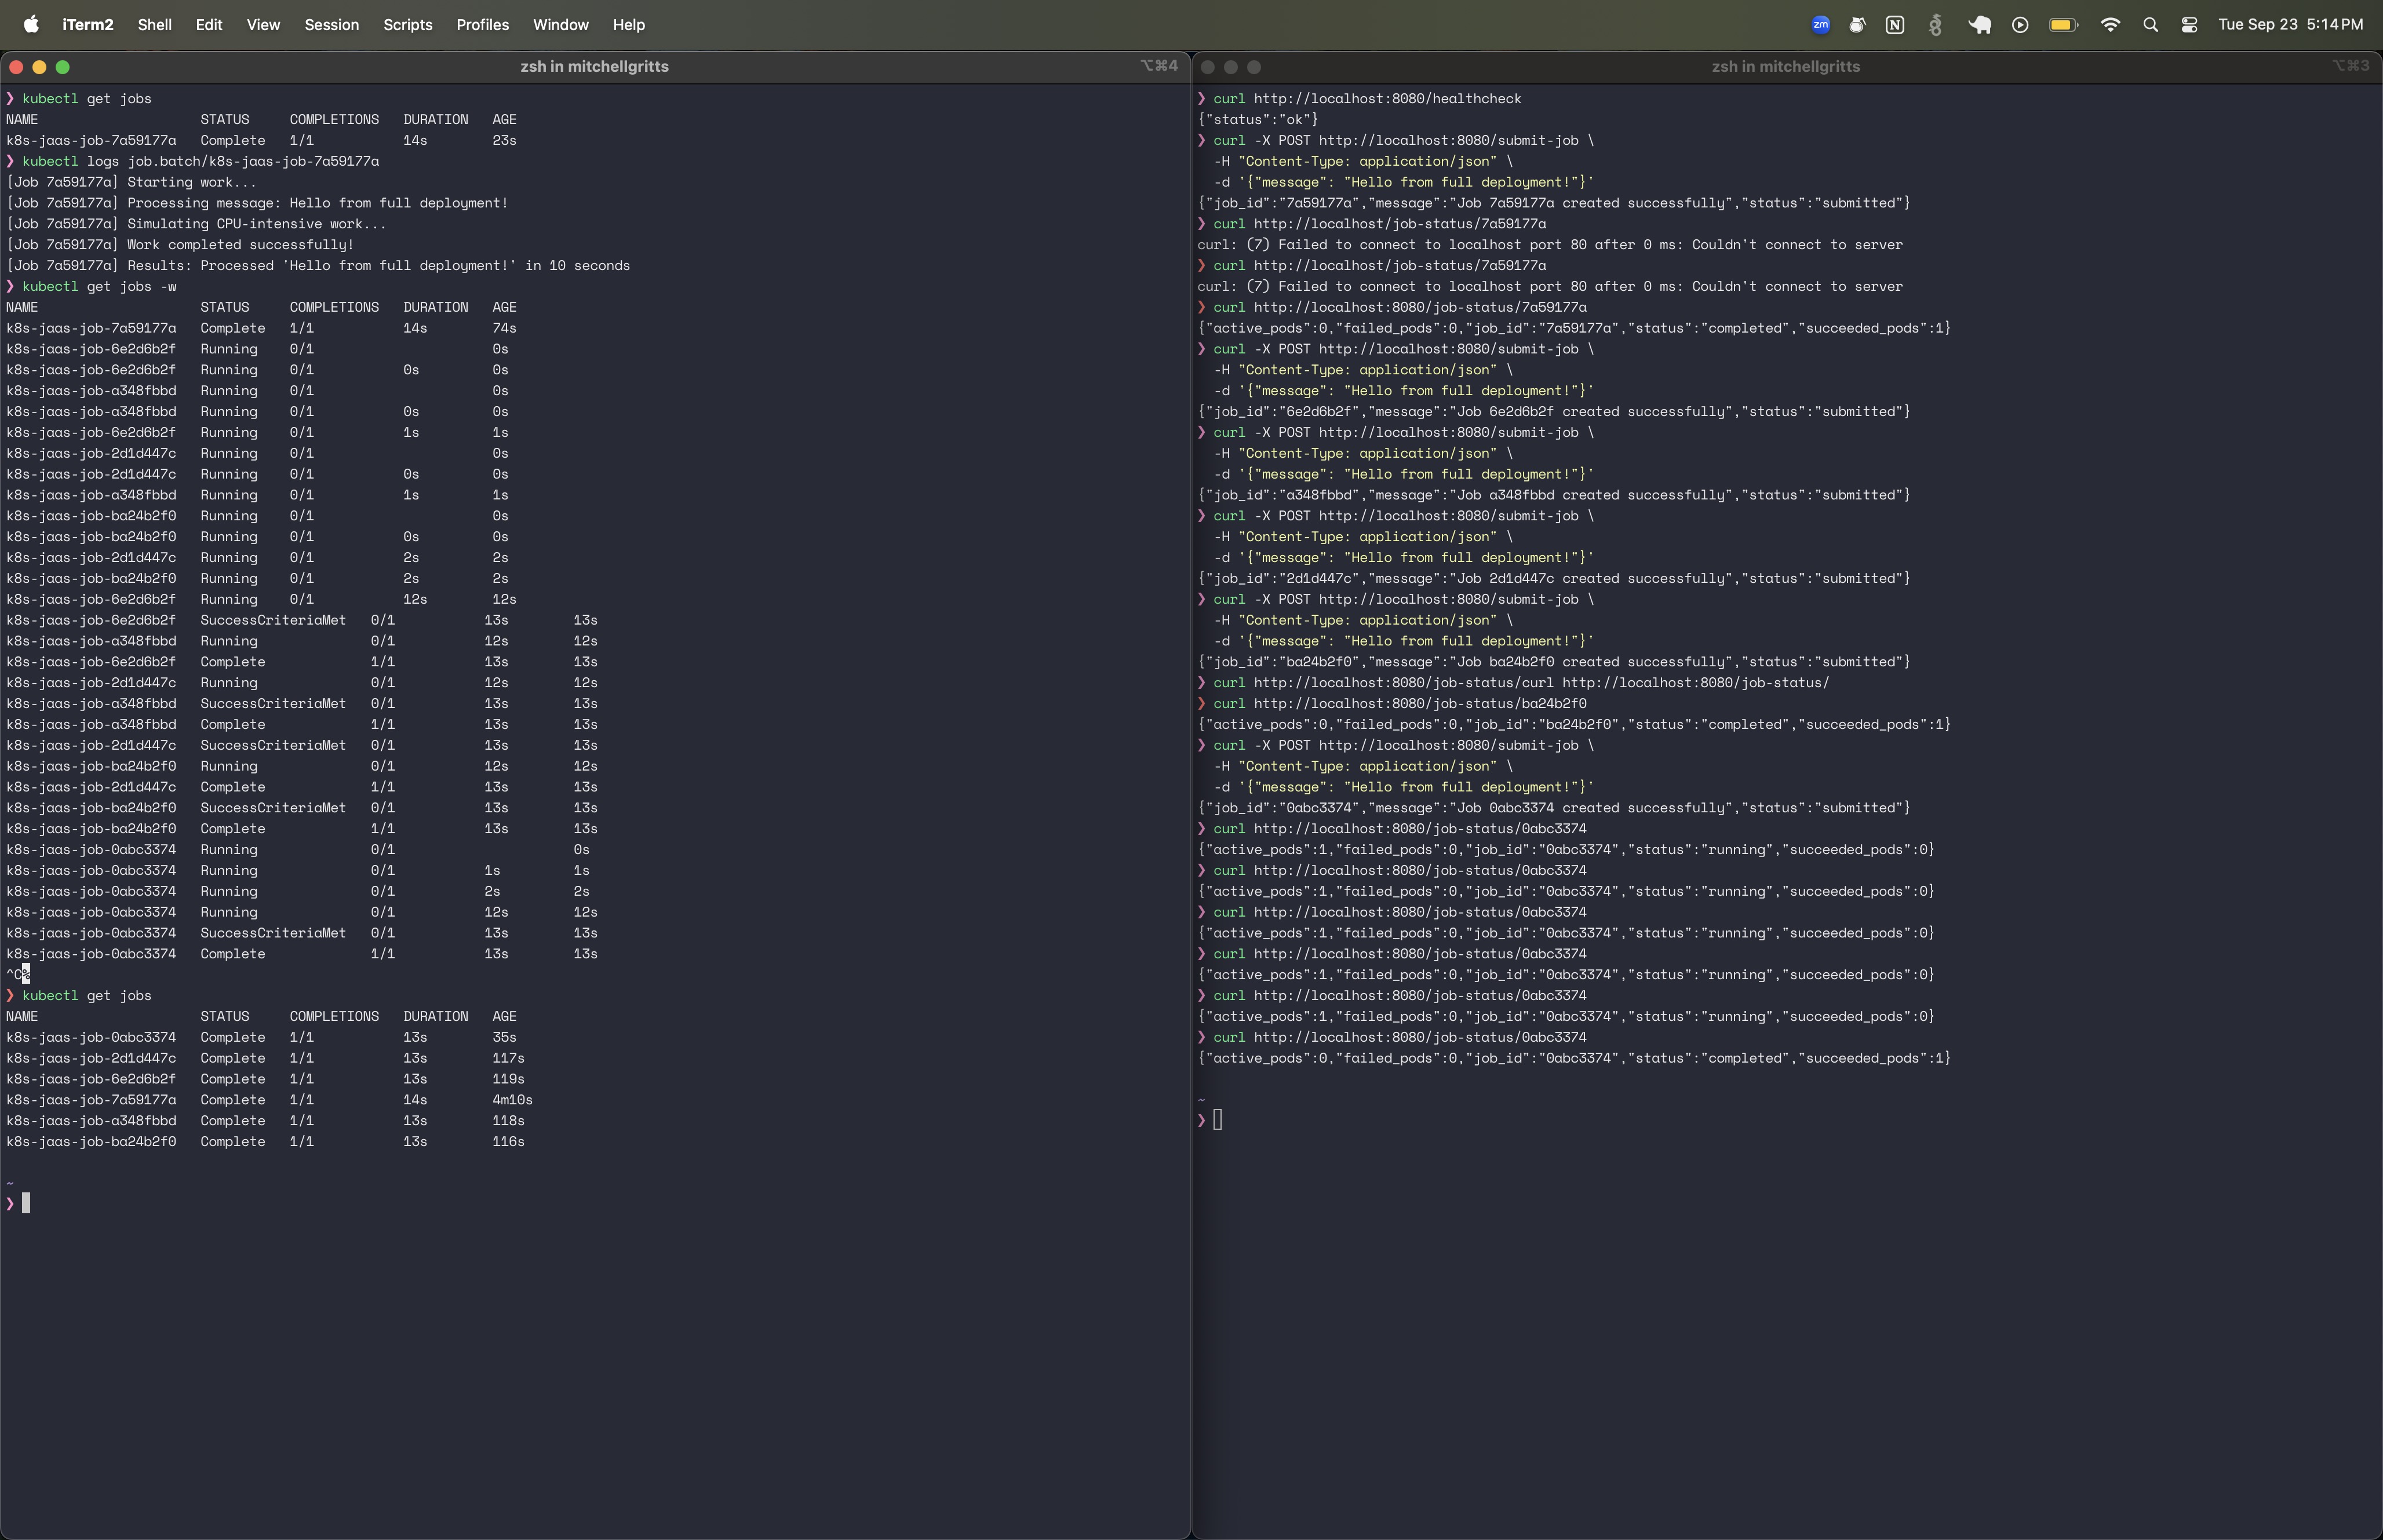 iTerm2 Shell Edit View Session Scripts Profiles Window Help
zm N Tue Sep 23 5:14 PM
zsh in mitchellgritts ⌥⌘4
❯ kubectl get jobs
NAME STATUS COMPLETIONS DURATION AGE
k8s-jaas-job-7a59177a Complete 1/1 14s 23s
❯ kubectl logs job.batch/k8s-jaas-job-7a59177a
[Job 7a59177a] Starting work...
[Job 7a59177a] Processing message: Hello from full deployment!
[Job 7a59177a] Simulating CPU-intensive work...
[Job 7a59177a] Work completed successfully!
[Job 7a59177a] Results: Processed 'Hello from full deployment!' in 10 seconds
❯ kubectl get jobs -w
NAME STATUS COMPLETIONS DURATION AGE
k8s-jaas-job-7a59177a Complete 1/1 14s 74s
k8s-jaas-job-6e2d6b2f Running 0/1 0s
k8s-jaas-job-6e2d6b2f Running 0/1 0s 0s
k8s-jaas-job-a348fbbd Running 0/1 0s
k8s-jaas-job-a348fbbd Running 0/1 0s 0s
k8s-jaas-job-6e2d6b2f Running 0/1 1s 1s
k8s-jaas-job-2d1d447c Running 0/1 0s
k8s-jaas-job-2d1d447c Running 0/1 0s 0s
k8s-jaas-job-a348fbbd Running 0/1 1s 1s
k8s-jaas-job-ba24b2f0 Running 0/1 0s
k8s-jaas-job-ba24b2f0 Running 0/1 0s 0s
k8s-jaas-job-2d1d447c Running 0/1 2s 2s
k8s-jaas-job-ba24b2f0 Running 0/1 2s 2s
k8s-jaas-job-6e2d6b2f Running 0/1 12s 12s
k8s-jaas-job-6e2d6b2f SuccessCriteriaMet 0/1 13s 13s
k8s-jaas-job-a348fbbd Running 0/1 12s 12s
k8s-jaas-job-6e2d6b2f Complete 1/1 13s 13s
k8s-jaas-job-2d1d447c Running 0/1 12s 12s
k8s-jaas-job-a348fbbd SuccessCriteriaMet 0/1 13s 13s
k8s-jaas-job-a348fbbd Complete 1/1 13s 13s
k8s-jaas-job-2d1d447c SuccessCriteriaMet 0/1 13s 13s
k8s-jaas-job-ba24b2f0 Running 0/1 12s 12s
k8s-jaas-job-2d1d447c Complete 1/1 13s 13s
k8s-jaas-job-ba24b2f0 SuccessCriteriaMet 0/1 13s 13s
k8s-jaas-job-ba24b2f0 Complete 1/1 13s 13s
k8s-jaas-job-0abc3374 Running 0/1 0s
k8s-jaas-job-0abc3374 Running 0/1 1s 1s
k8s-jaas-job-0abc3374 Running 0/1 2s 2s
k8s-jaas-job-0abc3374 Running 0/1 12s 12s
k8s-jaas-job-0abc3374 SuccessCriteriaMet 0/1 13s 13s
k8s-jaas-job-0abc3374 Complete 1/1 13s 13s
^C%
❯ kubectl get jobs
NAME STATUS COMPLETIONS DURATION AGE
k8s-jaas-job-0abc3374 Complete 1/1 13s 35s
k8s-jaas-job-2d1d447c Complete 1/1 13s 117s
k8s-jaas-job-6e2d6b2f Complete 1/1 13s 119s
k8s-jaas-job-7a59177a Complete 1/1 14s 4m10s
k8s-jaas-job-a348fbbd Complete 1/1 13s 118s
k8s-jaas-job-ba24b2f0 Complete 1/1 13s 116s
~
❯
zsh in mitchellgritts ⌥⌘3
❯ curl http://localhost:8080/healthcheck
{"status":"ok"}
❯ curl -X POST http://localhost:8080/submit-job \
-H "Content-Type: application/json" \
-d '{"message": "Hello from full deployment!"}'
{"job_id":"7a59177a","message":"Job 7a59177a created successfully","status":"submitted"}
❯ curl http://localhost/job-status/7a59177a
curl: (7) Failed to connect to localhost port 80 after 0 ms: Couldn't connect to server
❯ curl http://localhost/job-status/7a59177a
curl: (7) Failed to connect to localhost port 80 after 0 ms: Couldn't connect to server
❯ curl http://localhost:8080/job-status/7a59177a
{"active_pods":0,"failed_pods":0,"job_id":"7a59177a","status":"completed","succeeded_pods":1}
❯ curl -X POST http://localhost:8080/submit-job \
-H "Content-Type: application/json" \
-d '{"message": "Hello from full deployment!"}'
{"job_id":"6e2d6b2f","message":"Job 6e2d6b2f created successfully","status":"submitted"}
❯ curl -X POST http://localhost:8080/submit-job \
-H "Content-Type: application/json" \
-d '{"message": "Hello from full deployment!"}'
{"job_id":"a348fbbd","message":"Job a348fbbd created successfully","status":"submitted"}
❯ curl -X POST http://localhost:8080/submit-job \
-H "Content-Type: application/json" \
-d '{"message": "Hello from full deployment!"}'
{"job_id":"2d1d447c","message":"Job 2d1d447c created successfully","status":"submitted"}
❯ curl -X POST http://localhost:8080/submit-job \
-H "Content-Type: application/json" \
-d '{"message": "Hello from full deployment!"}'
{"job_id":"ba24b2f0","message":"Job ba24b2f0 created successfully","status":"submitted"}
❯ curl http://localhost:8080/job-status/curl http://localhost:8080/job-status/
❯ curl http://localhost:8080/job-status/ba24b2f0
{"active_pods":0,"failed_pods":0,"job_id":"ba24b2f0","status":"completed","succeeded_pods":1}
❯ curl -X POST http://localhost:8080/submit-job \
-H "Content-Type: application/json" \
-d '{"message": "Hello from full deployment!"}'
{"job_id":"0abc3374","message":"Job 0abc3374 created successfully","status":"submitted"}
❯ curl http://localhost:8080/job-status/0abc3374
{"active_pods":1,"failed_pods":0,"job_id":"0abc3374","status":"running","succeeded_pods":0}
❯ curl http://localhost:8080/job-status/0abc3374
{"active_pods":1,"failed_pods":0,"job_id":"0abc3374","status":"running","succeeded_pods":0}
❯ curl http://localhost:8080/job-status/0abc3374
{"active_pods":1,"failed_pods":0,"job_id":"0abc3374","status":"running","succeeded_pods":0}
❯ curl http://localhost:8080/job-status/0abc3374
{"active_pods":1,"failed_pods":0,"job_id":"0abc3374","status":"running","succeeded_pods":0}
❯ curl http://localhost:8080/job-status/0abc3374
{"active_pods":1,"failed_pods":0,"job_id":"0abc3374","status":"running","succeeded_pods":0}
❯ curl http://localhost:8080/job-status/0abc3374
{"active_pods":0,"failed_pods":0,"job_id":"0abc3374","status":"completed","succeeded_pods":1}
~
❯